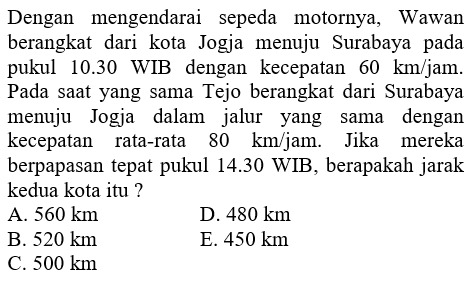 Dengan mengendarai sepeda motornya, Wawan
berangkat dari kota Jogja menuju Surabaya pada
pukul 10.30 WIB dengan kecepatan 60 km/jam.
Pada saat yang sama Tejo berangkat dari Surabaya
menuju Jogja dalam jalur yang sama dengan
kecepatan rata-rata 80 km/jam. Jika mereka
berpapasan tepat pukul 14.30 WIB, berapakah jarak
kedua kota itu ?
A. 560 km D. 480 km
B. 520 km E. 450 km
C. 500 km